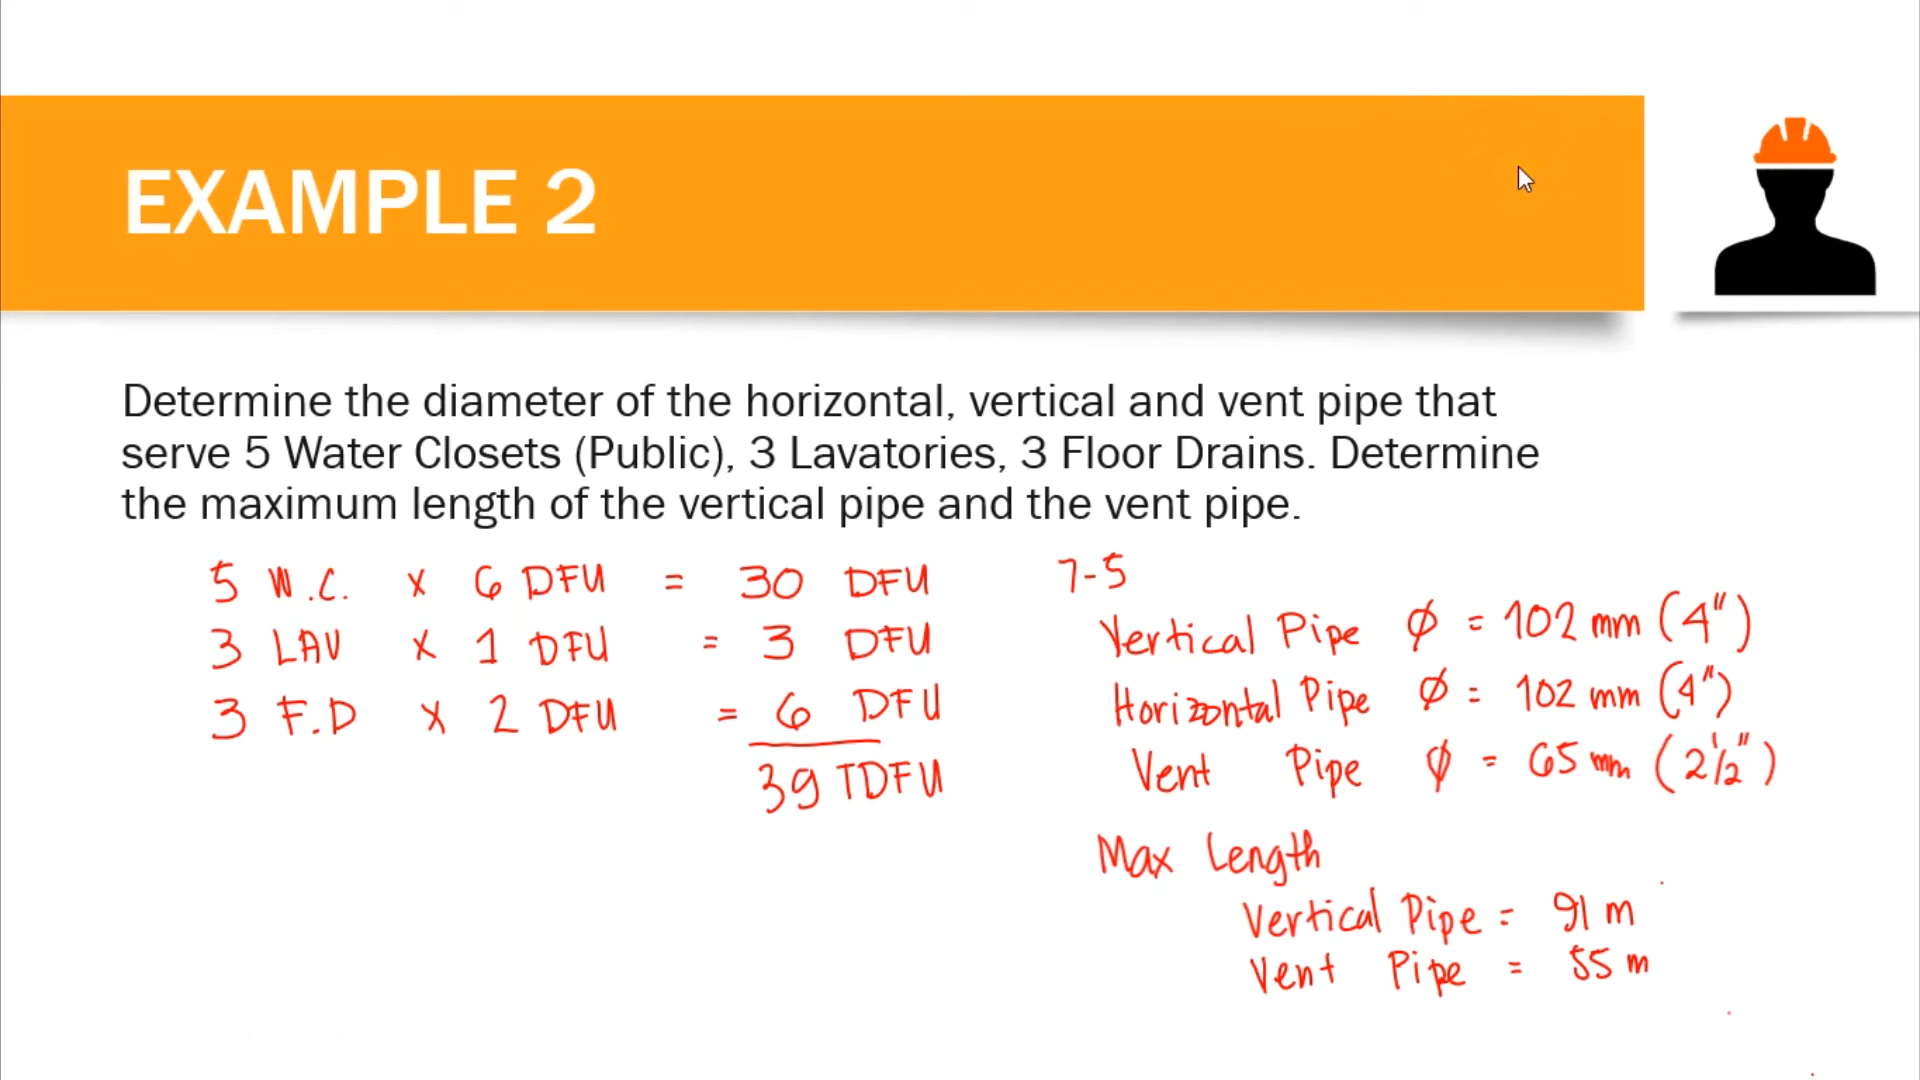 EXAMPLE 2
Determine the diameter of the horizontal, vertical and vent pipe that
serve 5 Water Closets (Public), 3 Lavatories, 3 Floor Drains. Determine
the maximum length of the vertical pipe and the vent pipe.
5 W.C. x 6 DFU = 30 DFU
3 LAV x 1 DFU = 3 DFU
3 F.D x 2 DFU = 6 DFU
39 TDFU
7-5
Vertical Pipe ϕ = 102 mm (4")
Horizontal Pipe ϕ = 102 mm (4")
Vent Pipe ϕ = 65 mm (2 1/2")
Max Length
Vertical Pipe = 91 m
Vent Pipe = 55 m